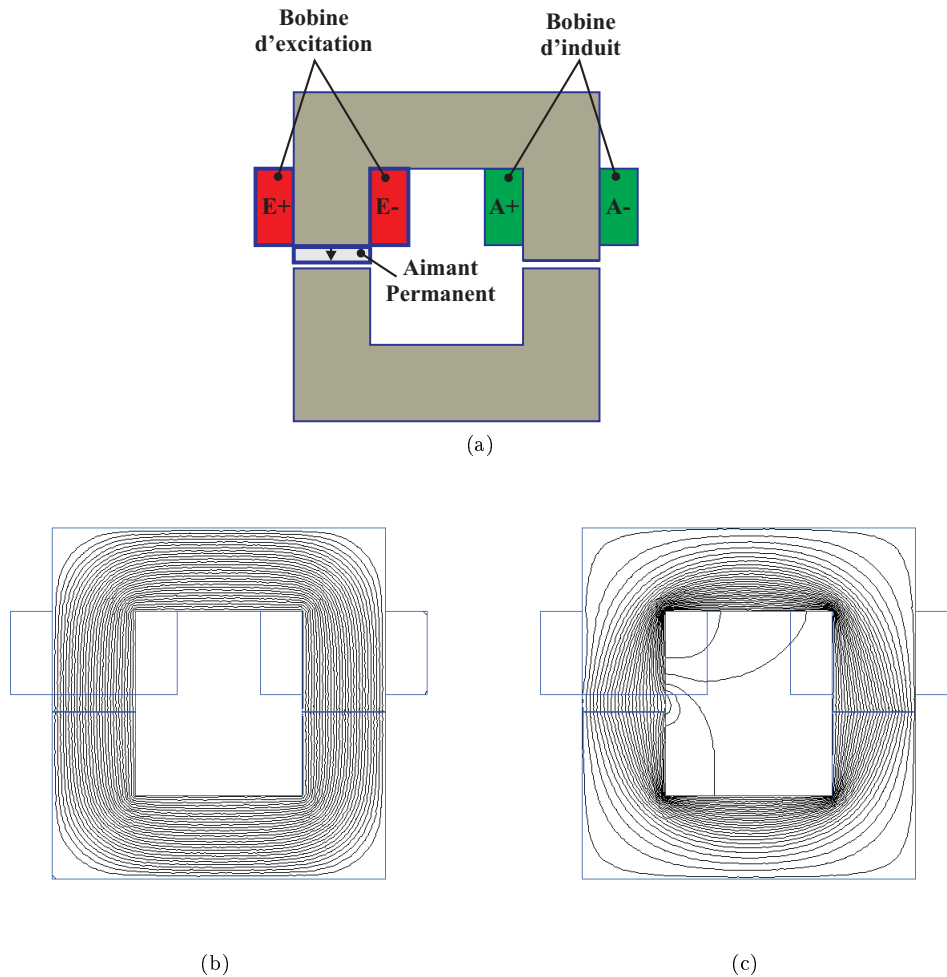 Bobine
d'excitation
Bobine
d'induit
E+
E-
A+
A-
Aimant
Permanent
(a)
(b)
(c)